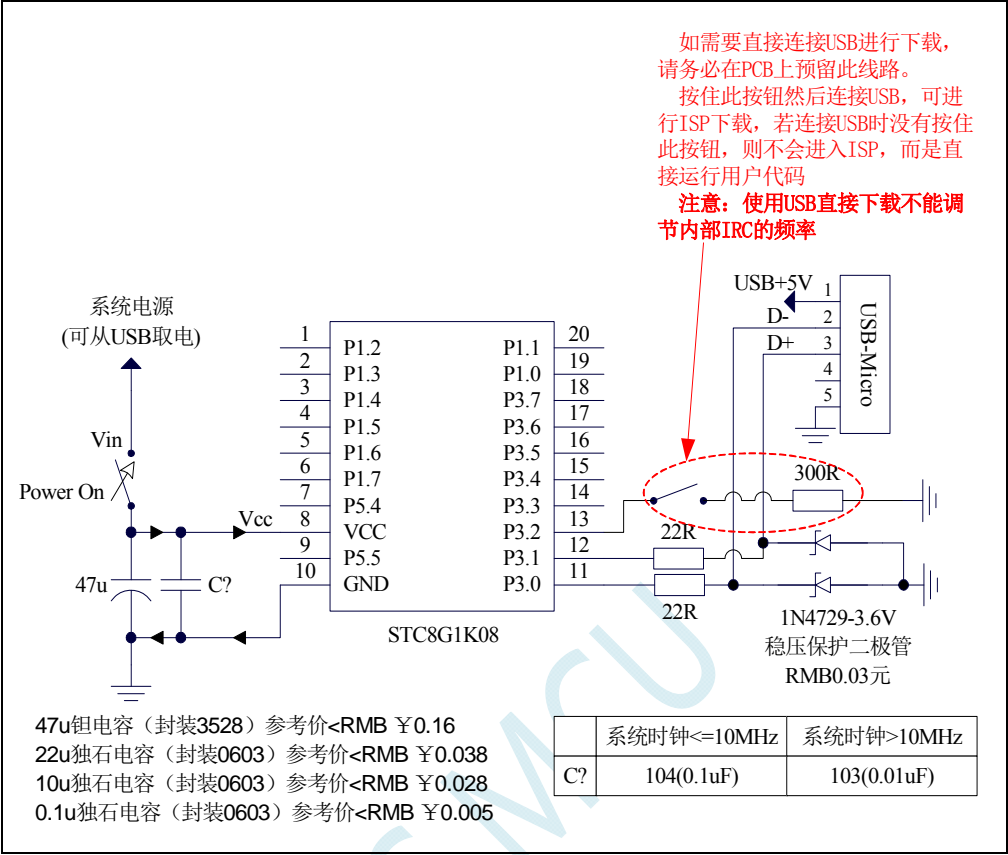 如需要直接连接USB进行下载，
请务必在PCB上预留此线路。
按住此按钮然后连接USB，可进
行ISP下载，若连接USB时没有按住
此按钮，则不会进入ISP，而是直
接运行用户代码
注意：使用USB直接下载不能调
节内部IRC的频率
USB+5V
D-
D+
1
2
3
4
5
USB-Micro
系统电源
(可从USB取电)
Vin
Power On
Vcc
47u
C?
1 P1.2 P1.1 20
2 P1.3 P1.0 19
3 P1.4 P3.7 18
4 P1.5 P3.6 17
5 P1.6 P3.5 16
6 P1.7 P3.4 15
7 P5.4 P3.3 14
8 VCC P3.2 13
9 P5.5 P3.1 12
10 GND P3.0 11
STC8G1K08
300R
22R
22R
1N4729-3.6V
稳压保护二极管
RMB0.03元
47u钽电容（封装3528）参考价<RMB ￥0.16
22u独石电容（封装0603）参考价<RMB ￥0.038
10u独石电容（封装0603）参考价<RMB ￥0.028
0.1u独石电容（封装0603）参考价<RMB ￥0.005
系统时钟<=10MHz 系统时钟>10MHz
C? 104(0.1uF) 103(0.01uF)
MCU